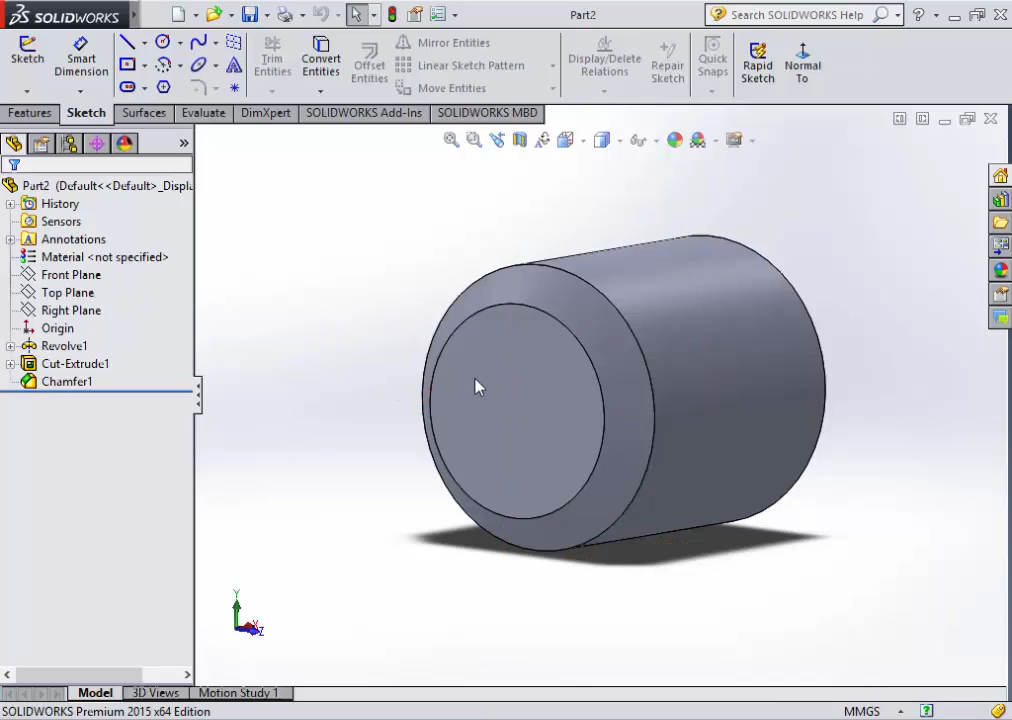 SOLIDWORKS
Part2
Search SOLIDWORKS Help
Sketch
Smart Dimension
Trim Entities
Convert Entities
Offset Entities
Mirror Entities
Linear Sketch Pattern
Move Entities
Display/Delete Relations
Repair Sketch
Quick Snaps
Rapid Sketch
Normal To
Features
Sketch
Surfaces
Evaluate
DimXpert
SOLIDWORKS Add-Ins
SOLIDWORKS MBD
Part2 (Default<<Default>_Displ
History
Sensors
Annotations
Material <not specified>
Front Plane
Top Plane
Right Plane
Origin
Revolve1
Cut-Extrude1
Chamfer1
Y
X
Z
Model
3D Views
Motion Study 1
SOLIDWORKS Premium 2015 x64 Edition
MMGS